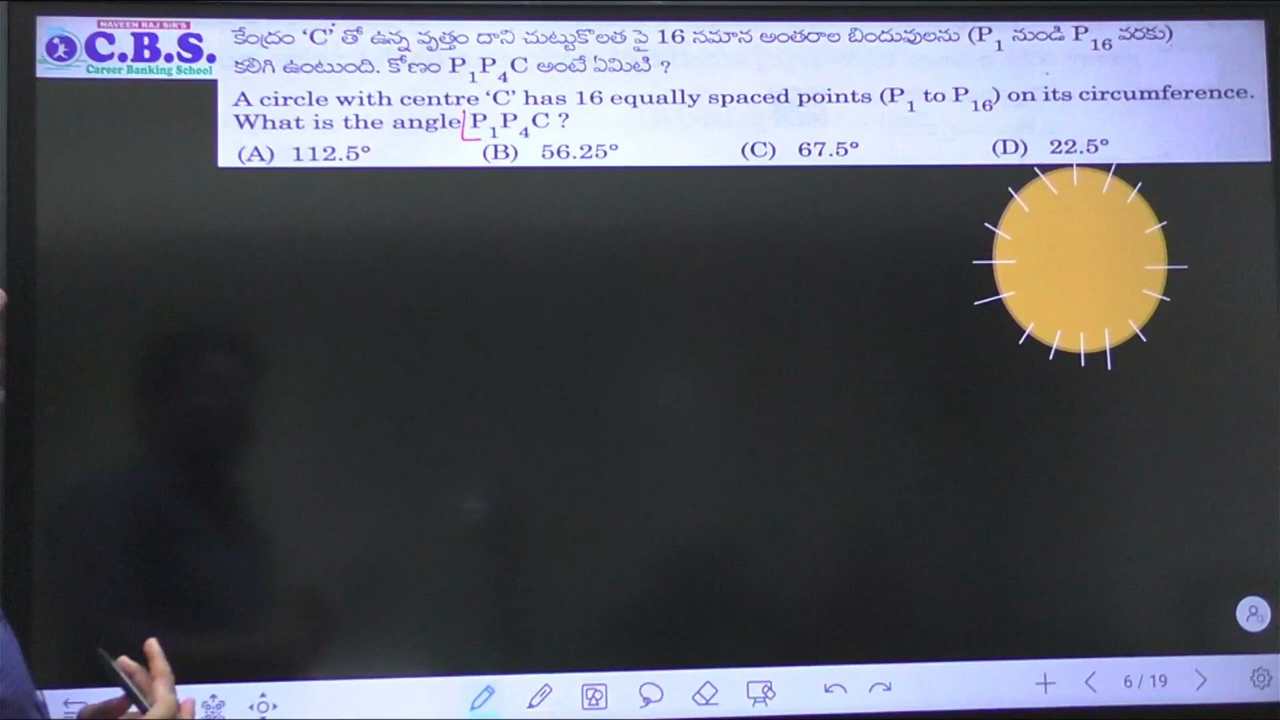 NAVEEN RAJ SIR'S
C.B.S.
Career Banking School
కేంద్రం ‘C’ తో ఉన్న వృత్తం దాని చుట్టుకొలత పై 16 సమాన అంతరాల బిందువులను (P1 నుండి P16 వరకు)
కలిగి ఉంటుంది. కోణం P1P4C అంటే ఏమిటి ?
A circle with centre ‘C’ has 16 equally spaced points (P1 to P16) on its circumference.
What is the angle P1P4C ?
(A) 112.5° (B) 56.25° (C) 67.5° (D) 22.5°
6 / 19